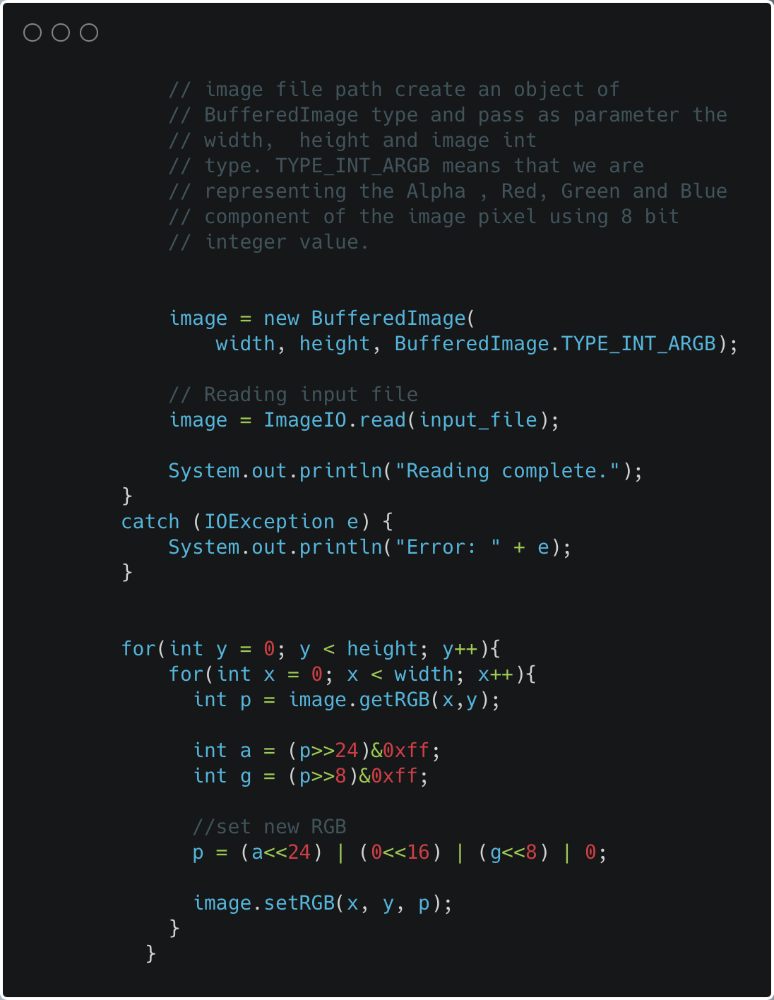 // image file path create an object of
// BufferedImage type and pass as parameter the
// width,  height and image int
// type. TYPE_INT_ARGB means that we are
// representing the Alpha , Red, Green and Blue
// component of the image pixel using 8 bit
// integer value.
image = new BufferedImage(
width, height, BufferedImage.TYPE_INT_ARGB);
// Reading input file
image = ImageIO.read(input_file);
System.out.println("Reading complete.");
}
catch (IOException e) {
System.out.println("Error: " + e);
}
for(int y = 0; y < height; y++){
for(int x = 0; x < width; x++){
int p = image.getRGB(x,y);
int a = (p>>24)&0xff;
int g = (p>>8)&0xff;
//set new RGB
p = (a<<24) | (0<<16) | (g<<8) | 0;
image.setRGB(x, y, p);
}
}